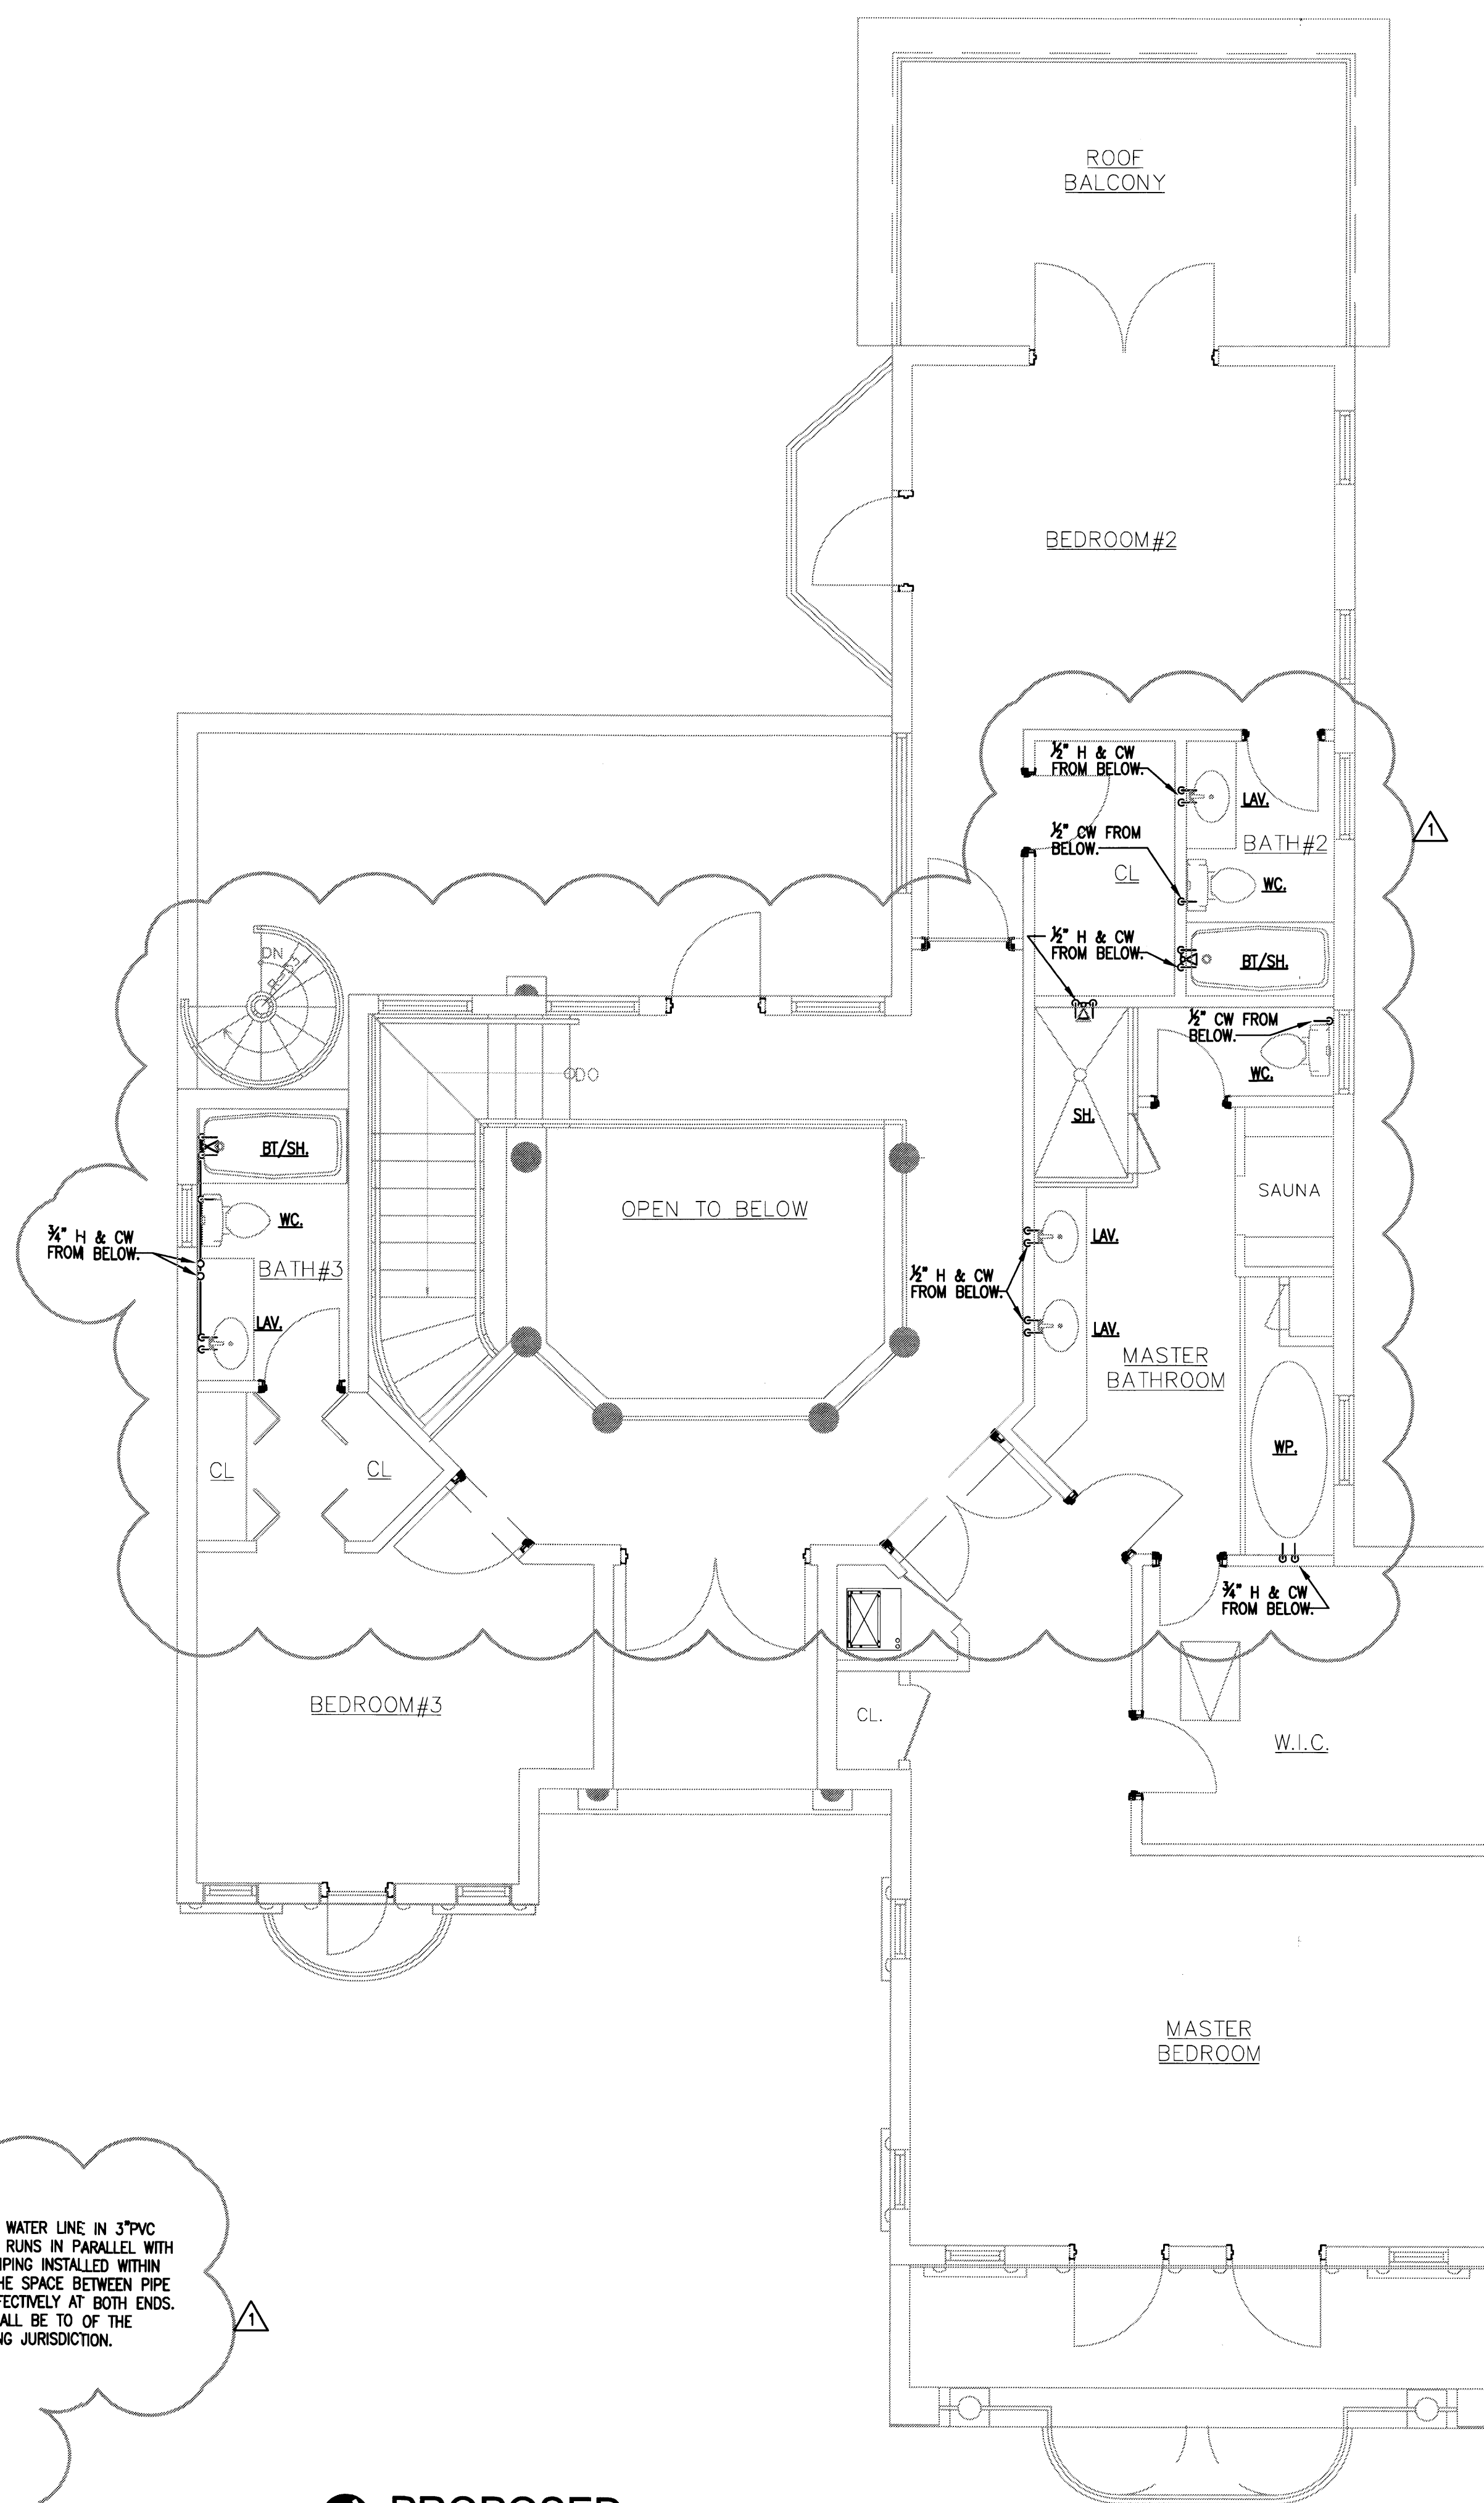 ROOF
BALCONY
BEDROOM#2
½" H & CW
FROM BELOW.
LAV.
½" CW FROM
BELOW.
BATH#2
1
CL
WC.
½" H & CW
FROM BELOW.
BT/SH.
DN
½" CW FROM
BELOW.
WC.
DO
SH.
BT/SH.
SAUNA
OPEN TO BELOW
WC.
¾" H & CW
FROM BELOW.
BATH#3
LAV.
½" H & CW
FROM BELOW.
LAV.
LAV.
MASTER
BATHROOM
WP.
CL
CL
¾" H & CW
FROM BELOW.
BEDROOM#3
CL.
W.I.C.
MASTER
BEDROOM
WATER LINE IN 3"PVC
RUNS IN PARALLEL WITH
INSTALLED WITHIN
SPACE BETWEEN PIPE
AT BOTH ENDS.
BE TO OF THE
JURISDICTION.
1
PROPOSED